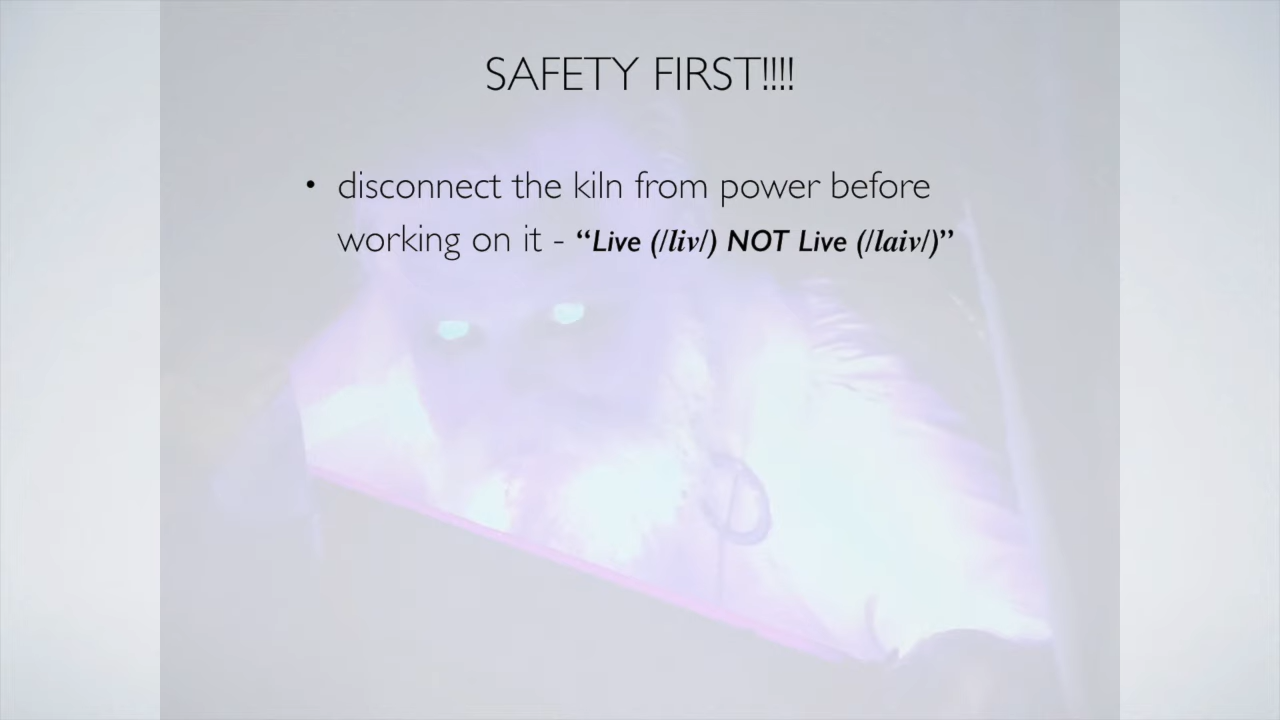 SAFETY FIRST!!!!
• disconnect the kiln from power before
working on it - “Live (/liv/) NOT Live (/laiv/)”